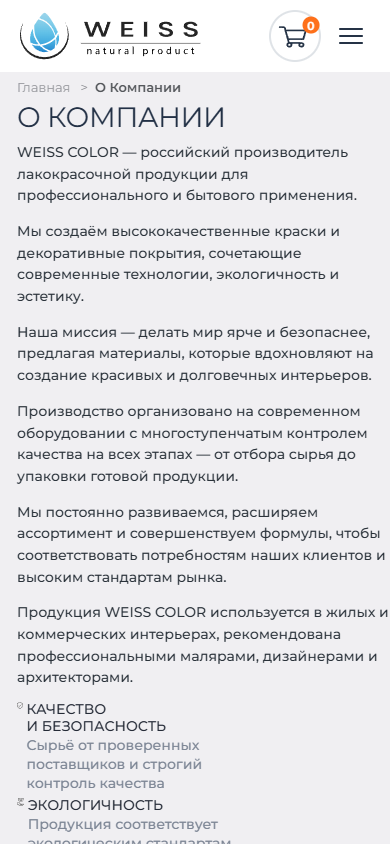 WEISS
natural product
0
Главная > О Компании
О КОМПАНИИ
WEISS COLOR — российский производитель
лакокрасочной продукции для
профессионального и бытового применения.
Мы создаём высококачественные краски и
декоративные покрытия, сочетающие
современные технологии, экологичность и
эстетику.
Наша миссия — делать мир ярче и безопаснее,
предлагая материалы, которые вдохновляют на
создание красивых и долговечных интерьеров.
Производство организовано на современном
оборудовании с многоступенчатым контролем
качества на всех этапах — от отбора сырья до
упаковки готовой продукции.
Мы постоянно развиваемся, расширяем
ассортимент и совершенствуем формулы, чтобы
соответствовать потребностям наших клиентов и
высоким стандартам рынка.
Продукция WEISS COLOR используется в жилых и
коммерческих интерьерах, рекомендована
профессиональными малярами, дизайнерами и
архитекторами.
КАЧЕСТВО
И БЕЗОПАСНОСТЬ
Сырьё от проверенных
поставщиков и строгий
контроль качества
ЭКОЛОГИЧНОСТЬ
Продукция соответствует
экологическим стандартам